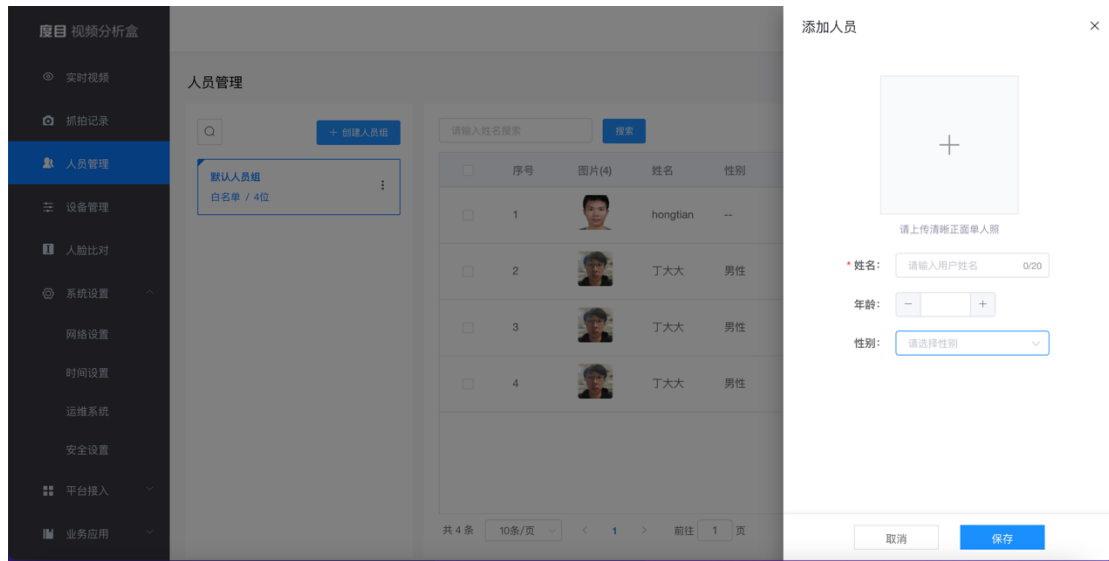 度目 视频分析盒
实时视频
抓拍记录
人员管理
设备管理
人脸比对
系统设置
网络设置
时间设置
运维系统
安全设置
平台接入
业务应用
人员管理
+ 创建人员组
默认人员组
白名单 / 4位
请输入姓名搜索 搜索
序号 图片(4) 姓名 性别
1 hongtian --
2 丁大大 男性
3 丁大大 男性
4 丁大大 男性
共 4 条 10条/页 < 1 > 前往 1 页
添加人员 ×
请上传清晰正面单人照
* 姓名: 请输入用户姓名 0/20
年龄: − +
性别: 请选择性别
取消 保存